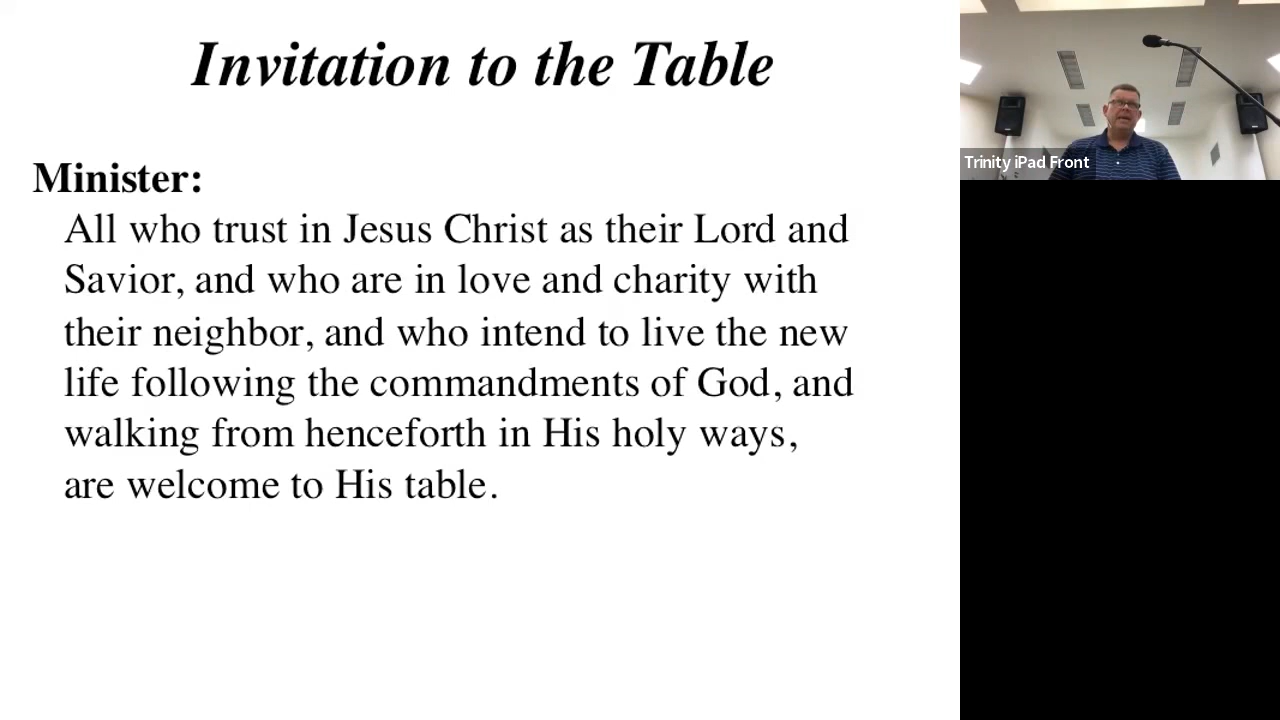 Invitation to the Table
Minister:
All who trust in Jesus Christ as their Lord and
Savior, and who are in love and charity with
their neighbor, and who intend to live the new
life following the commandments of God, and
walking from henceforth in His holy ways,
are welcome to His table.
Trinity iPad Front